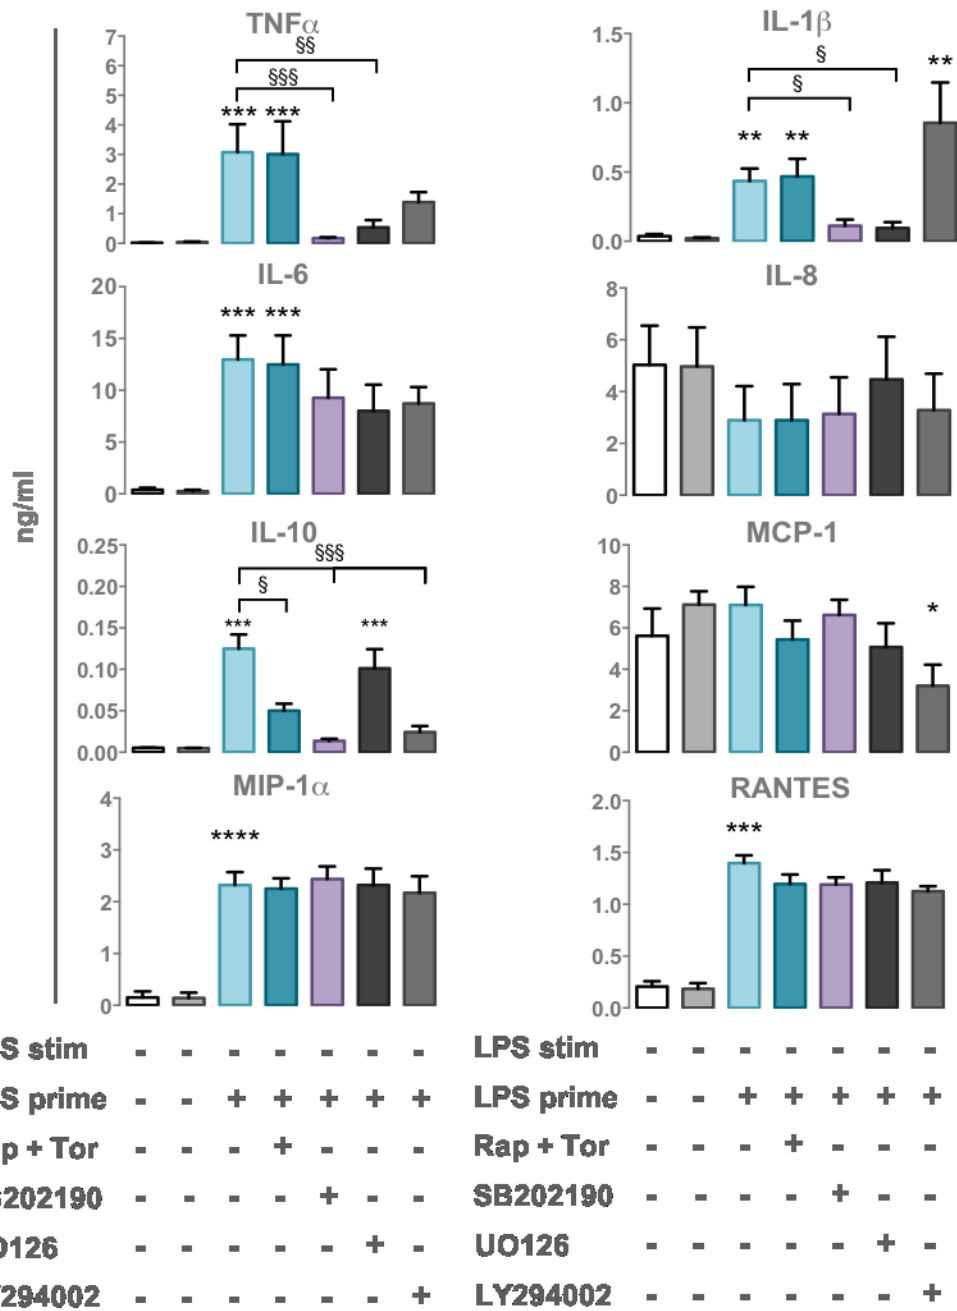 TNFα
7
6
5
4
3
2
1
0
§§
§§§
*** ***
IL-1β
1.5
1.0
0.5
0.0
§
§
** ** **
IL-6
20
15
10
5
0
*** ***
IL-8
8
6
4
2
0
ng/ml
IL-10
0.25
0.20
0.15
0.10
0.05
0.00
§§§
§
*** ***
MCP-1
10
8
6
4
2
0
*
MIP-1α
4
3
2
1
0
****
RANTES
2.0
1.5
1.0
0.5
0.0
***
S stim - - - - - - -
S prime - - + + + + +
p + Tor - - - + - - -
202190 - - - - + - -
126 - - - - - + -
294002 - - - - - - +
LPS stim - - - - - - -
LPS prime - - + + + + +
Rap + Tor - - - + - - -
SB202190 - - - - + - -
UO126 - - - - - + -
LY294002 - - - - - - +